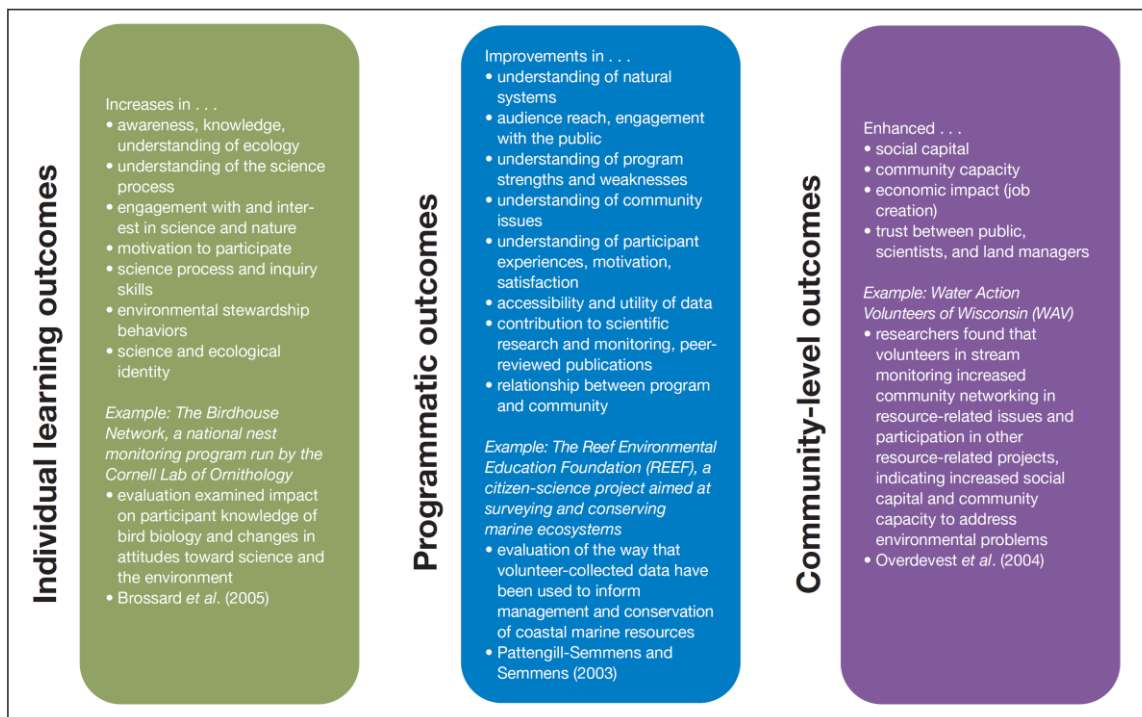 Individual learning outcomes
Increases in . . .
• awareness, knowledge,
understanding of ecology
• understanding of the science
process
• engagement with and inter-
est in science and nature
• motivation to participate
• science process and inquiry
skills
• environmental stewardship
behaviors
• science and ecological
identity
Example: The Birdhouse
Network, a national nest
monitoring program run by the
Cornell Lab of Ornithology
• evaluation examined impact
on participant knowledge of
bird biology and changes in
attitudes toward science and
the environment
• Brossard et al. (2005)
Programmatic outcomes
Improvements in . . .
• understanding of natural
systems
• audience reach, engagement
with the public
• understanding of program
strengths and weaknesses
• understanding of community
issues
• understanding of participant
experiences, motivation,
satisfaction
• accessibility and utility of data
• contribution to scientific
research and monitoring, peer-
reviewed publications
• relationship between program
and community
Example: The Reef Environmental
Education Foundation (REEF), a
citizen-science project aimed at
surveying and conserving
marine ecosystems
• evaluation of the way that
volunteer-collected data have
been used to inform
management and conservation
of coastal marine resources
• Pattengill-Semmens and
Semmens (2003)
Community-level outcomes
Enhanced . . .
• social capital
• community capacity
• economic impact (job
creation)
• trust between public,
scientists, and land managers
Example: Water Action
Volunteers of Wisconsin (WAV)
• researchers found that
volunteers in stream
monitoring increased
community networking in
resource-related issues and
participation in other
resource-related projects,
indicating increased social
capital and community
capacity to address
environmental problems
• Overdevest et al. (2004)